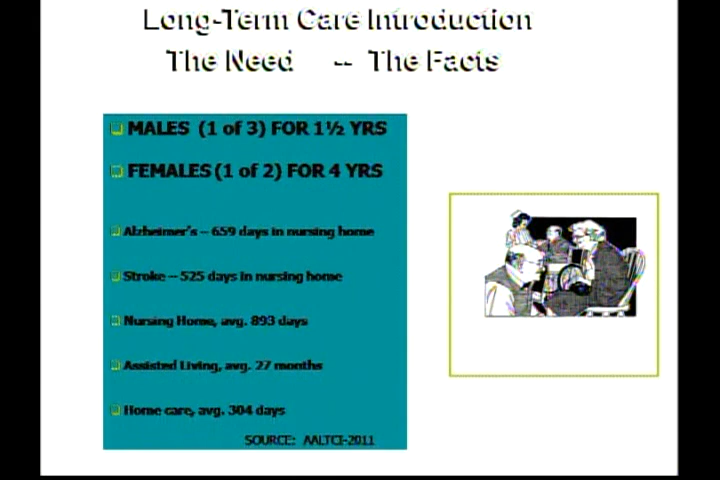 Long-Term Care Introduction
The Need -- The Facts
MALES (1 of 3) FOR 1½ YRS
FEMALES (1 of 2) FOR 4 YRS
Alzheimer's – 659 days in nursing home
Stroke – 525 days in nursing home
Nursing Home, avg. 893 days
Assisted Living, avg. 27 months
Home care, avg. 304 days
SOURCE: AALTCI-2011